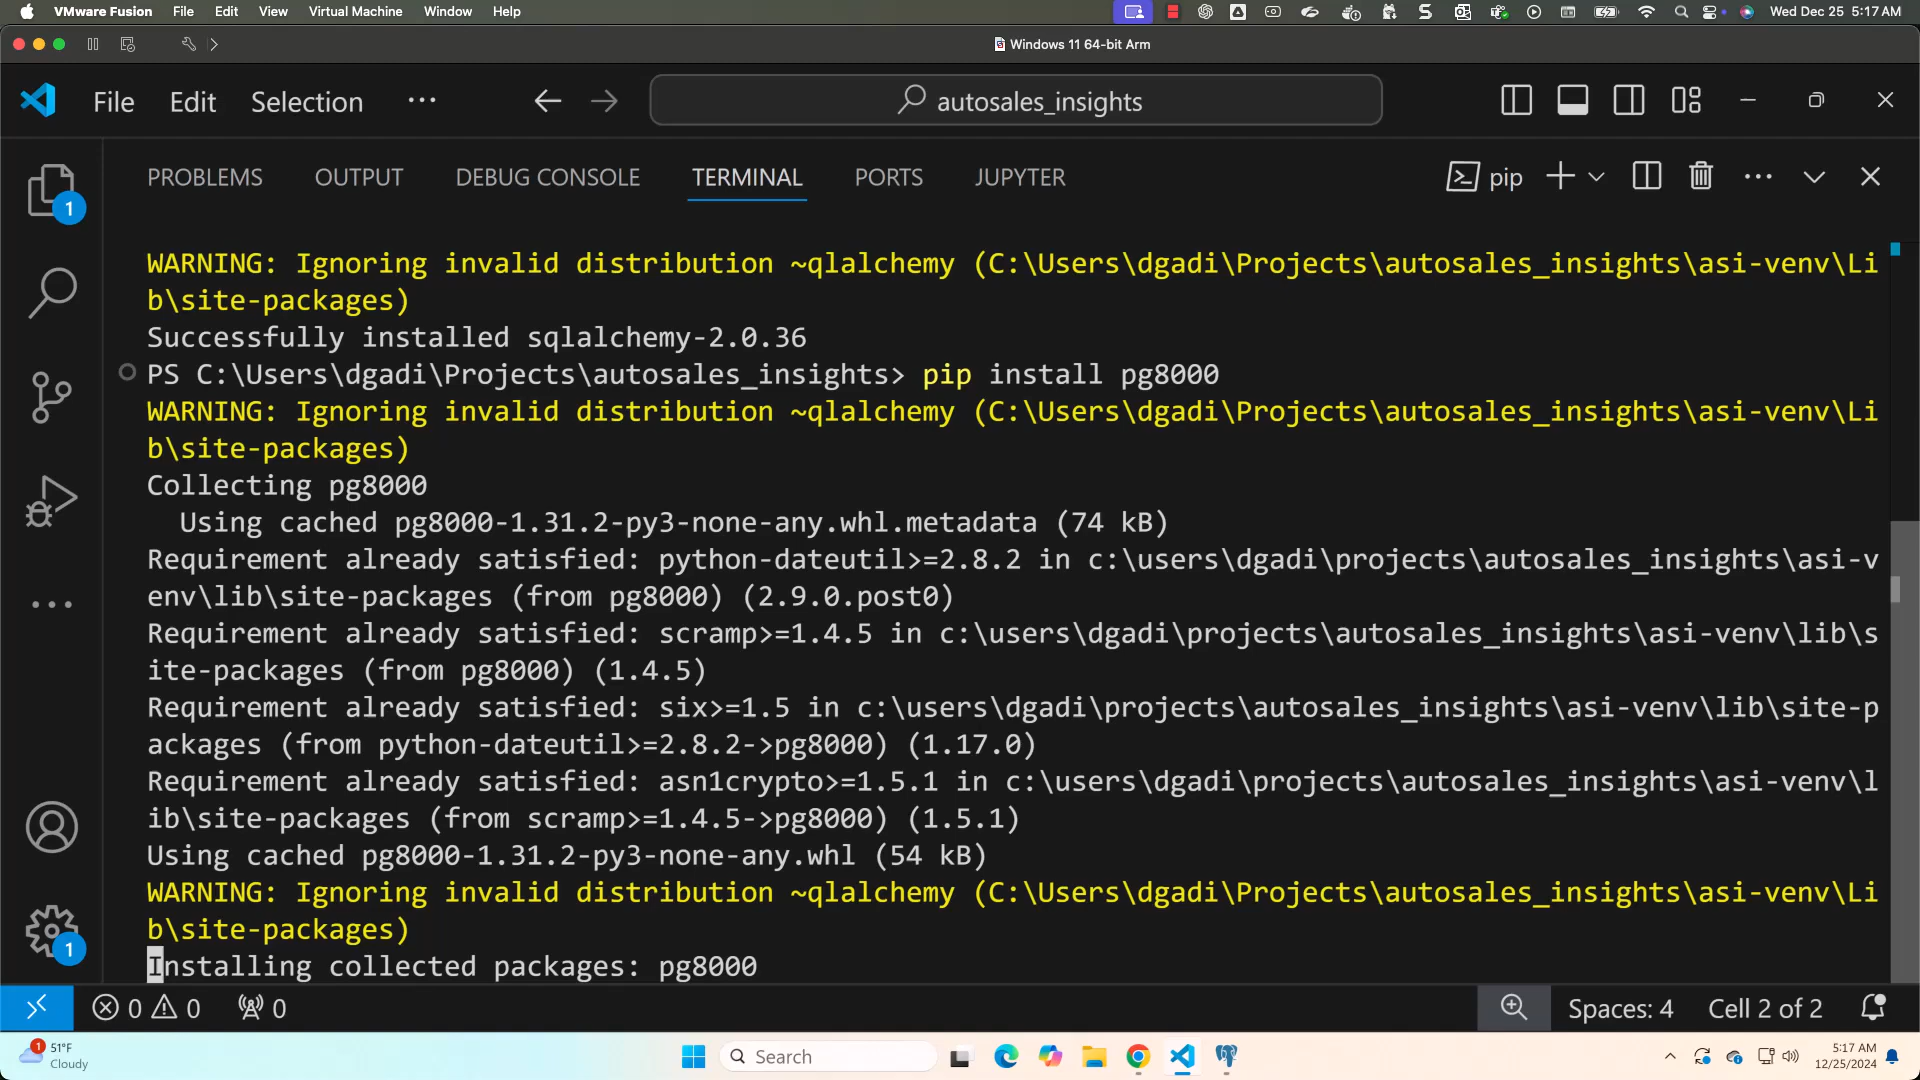 VMware Fusion File Edit View Virtual Machine Window Help Wed Dec 25 5:17 AM
Windows 11 64-bit Arm
File Edit Selection ... autosales_insights
PROBLEMS OUTPUT DEBUG CONSOLE TERMINAL PORTS JUPYTER pip
1
WARNING: Ignoring invalid distribution ~qlalchemy (C:\Users\dgadi\Projects\autosales_insights\asi-venv\Li
b\site-packages)
Successfully installed sqlalchemy-2.0.36
PS C:\Users\dgadi\Projects\autosales_insights> pip install pg8000
WARNING: Ignoring invalid distribution ~qlalchemy (C:\Users\dgadi\Projects\autosales_insights\asi-venv\Li
b\site-packages)
Collecting pg8000
  Using cached pg8000-1.31.2-py3-none-any.whl.metadata (74 kB)
Requirement already satisfied: python-dateutil>=2.8.2 in c:\users\dgadi\projects\autosales_insights\asi-v
env\lib\site-packages (from pg8000) (2.9.0.post0)
Requirement already satisfied: scramp>=1.4.5 in c:\users\dgadi\projects\autosales_insights\asi-venv\lib\s
ite-packages (from pg8000) (1.4.5)
Requirement already satisfied: six>=1.5 in c:\users\dgadi\projects\autosales_insights\asi-venv\lib\site-p
ackages (from python-dateutil>=2.8.2->pg8000) (1.17.0)
Requirement already satisfied: asn1crypto>=1.5.1 in c:\users\dgadi\projects\autosales_insights\asi-venv\l
ib\site-packages (from scramp>=1.4.5->pg8000) (1.5.1)
Using cached pg8000-1.31.2-py3-none-any.whl (54 kB)
WARNING: Ignoring invalid distribution ~qlalchemy (C:\Users\dgadi\Projects\autosales_insights\asi-venv\Li
b\site-packages)
Installing collected packages: pg8000
1
0 0 0 Spaces: 4 Cell 2 of 2
1 51°F
Cloudy
Search
5:17 AM
12/25/2024